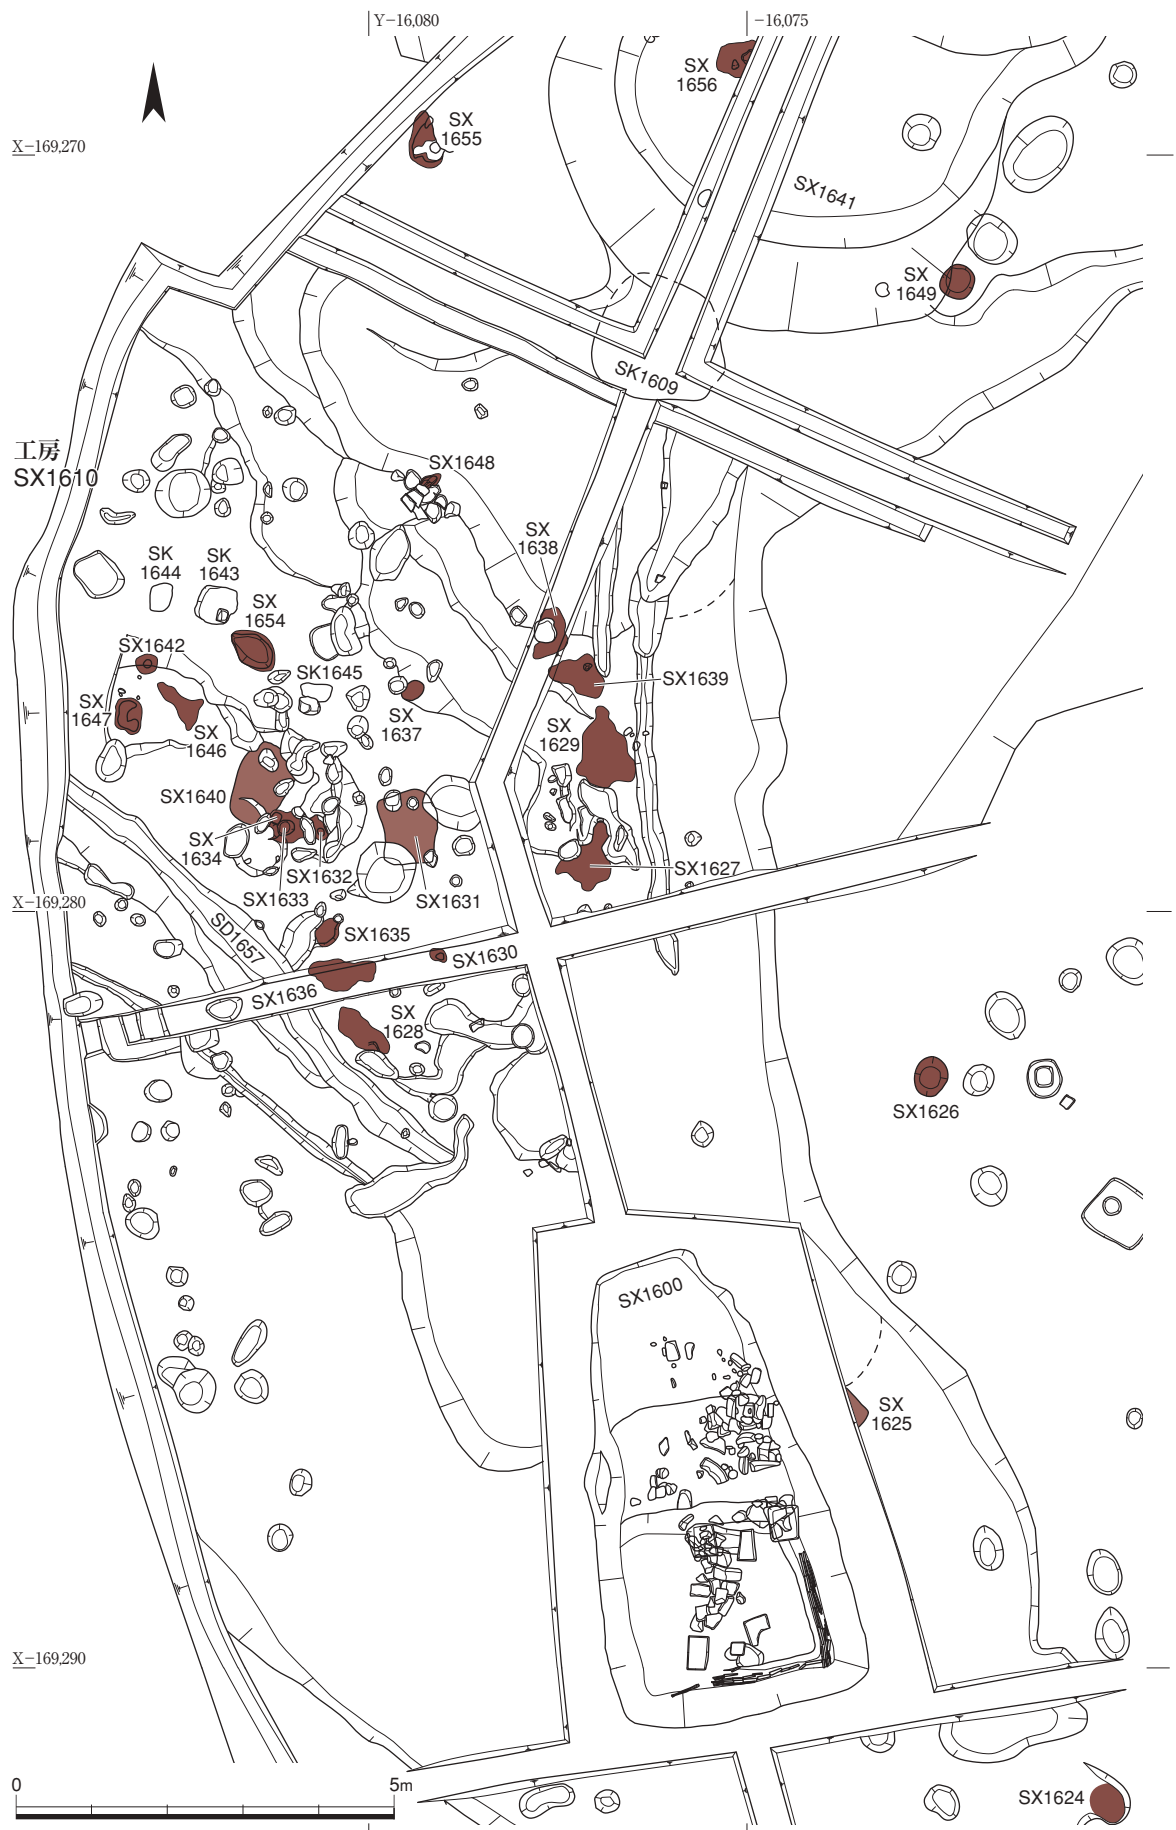 Y−16,080
−16,075
SX
1656
SX
1655
X−169,270
SX1641
SX
1649
SK1609
工房
SX1610
SX1648
SX
1638
SK
1644
SK
1643
SX
1654
SX1642
SK1645
SX1639
SX
1647
SX
1646
SX
1637
SX
1629
SX1640
SX
1634
SX1632
SX1627
SX1633
SX1631
X−169,280
SD1657
SX1635
SX1630
SX1636
SX
1628
SX1626
SX1600
SX
1625
X−169,290
0
5m
SX1624